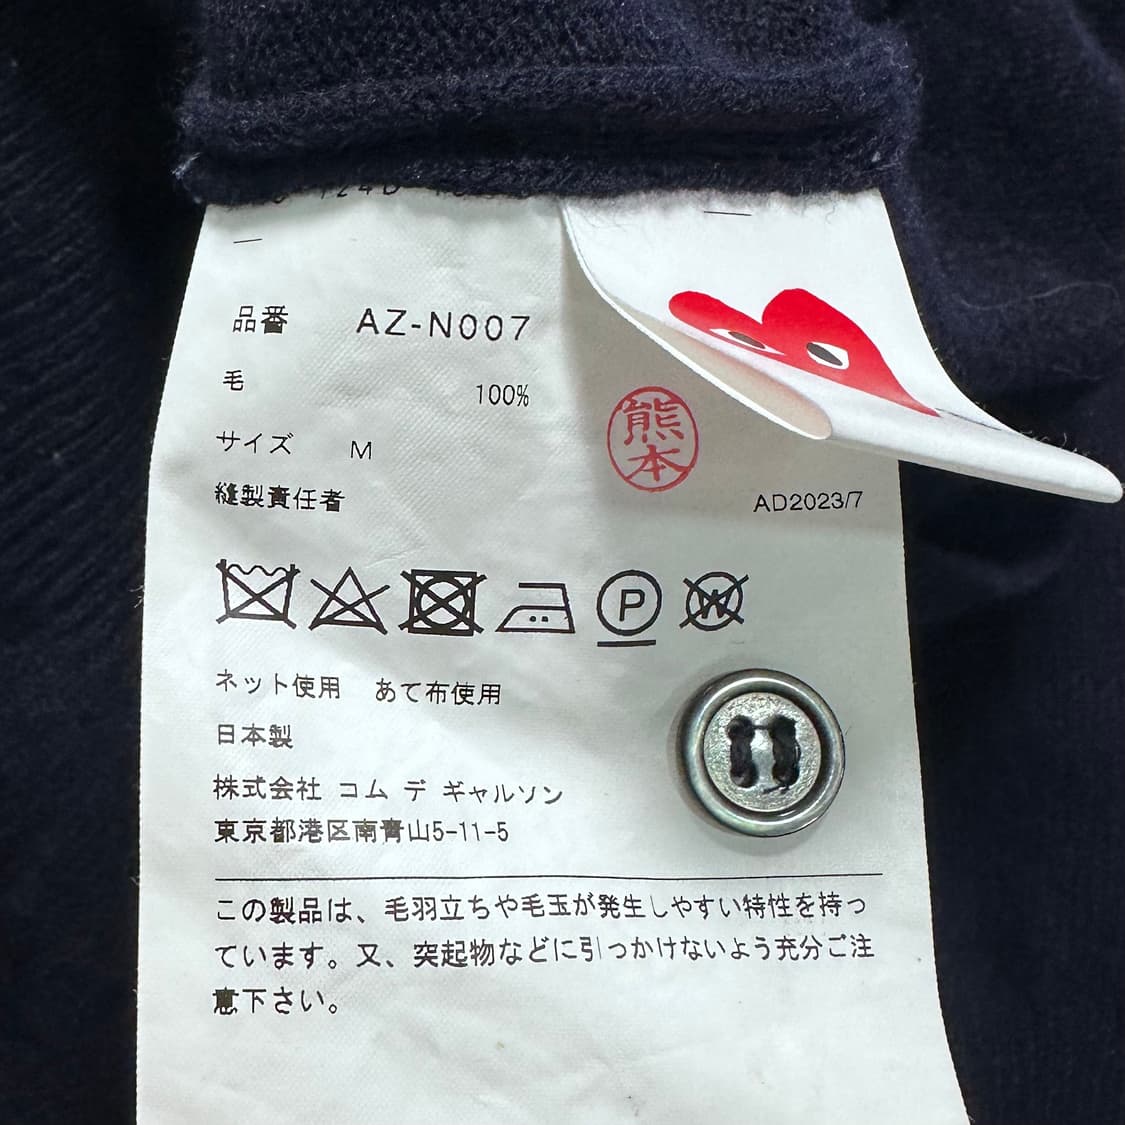 品番 AZ-N007
毛 100%
サイズ M
縫製責任者
熊本
AD2023/7
P
W
ネット使用 あて布使用
日本製
株式会社 コム デ ギャルソン
東京都港区南青山5-11-5
この製品は、毛羽立ちや毛玉が発生しやすい特性を持っ
ています。又、突起物などに引っかけないよう充分ご注
意下さい。